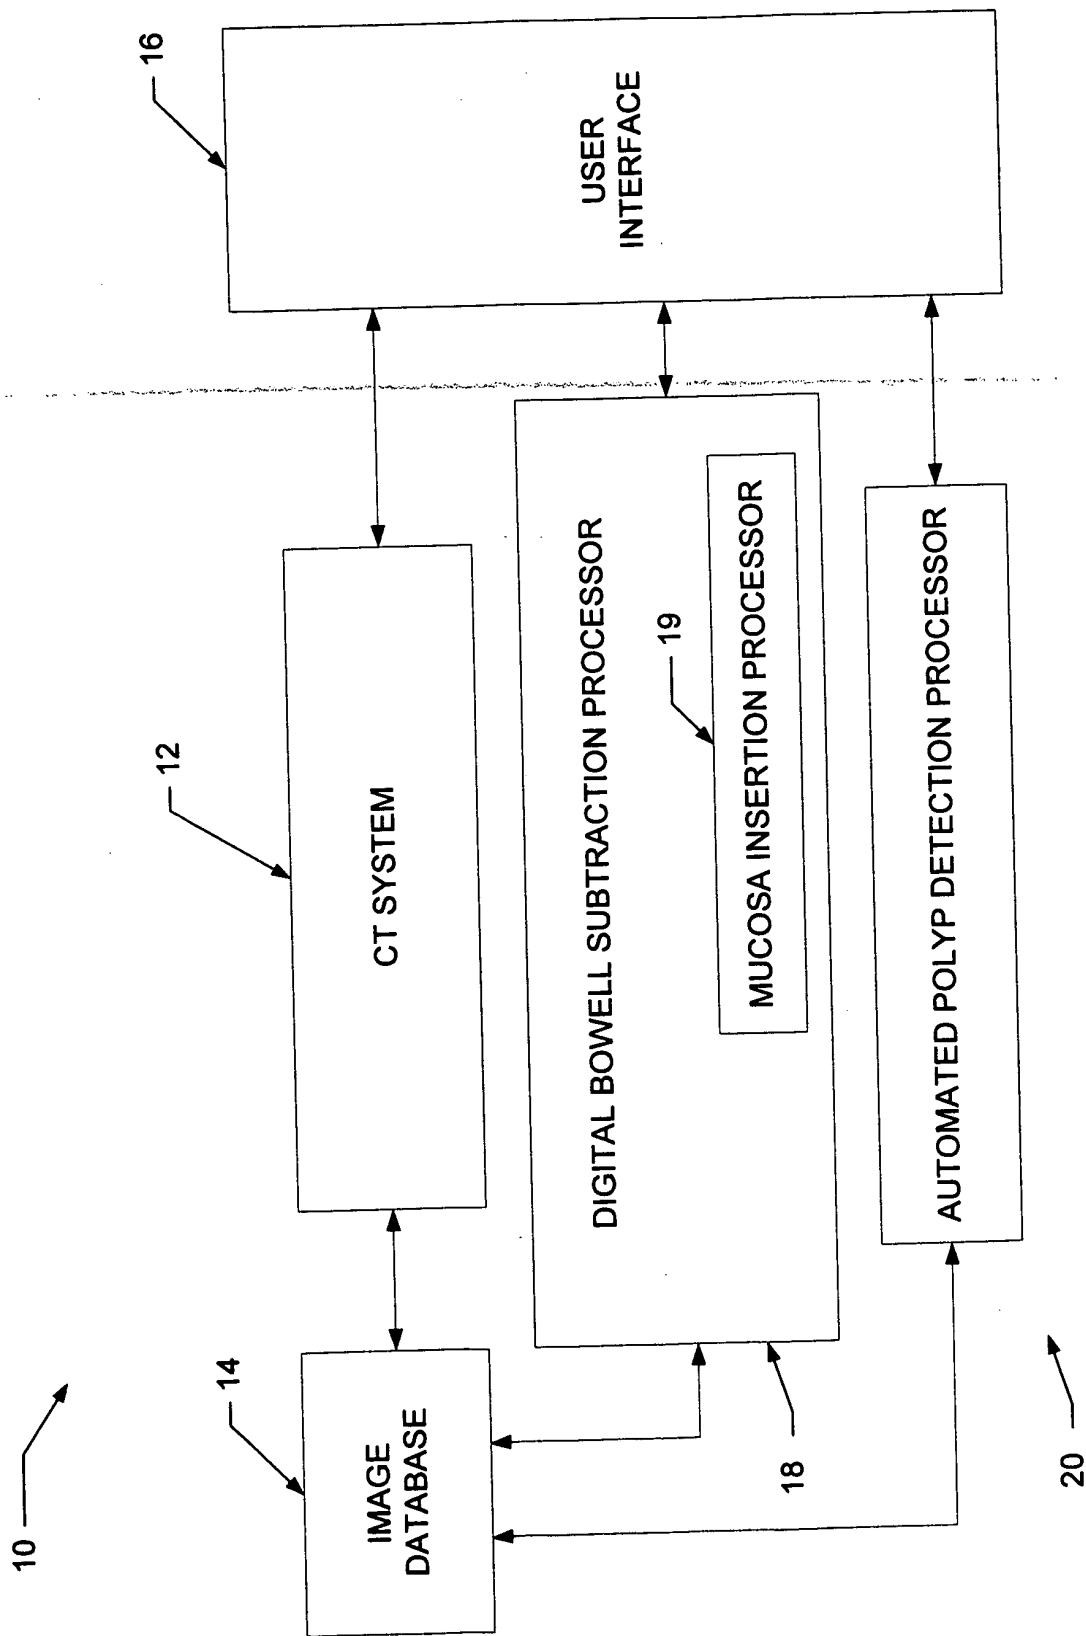 10
14
IMAGE
DATABASE
12
CT SYSTEM
16
USER
INTERFACE
DIGITAL BOWELL SUBTRACTION PROCESSOR
19
MUCOSA INSERTION PROCESSOR
18
AUTOMATED POLYP DETECTION PROCESSOR
20